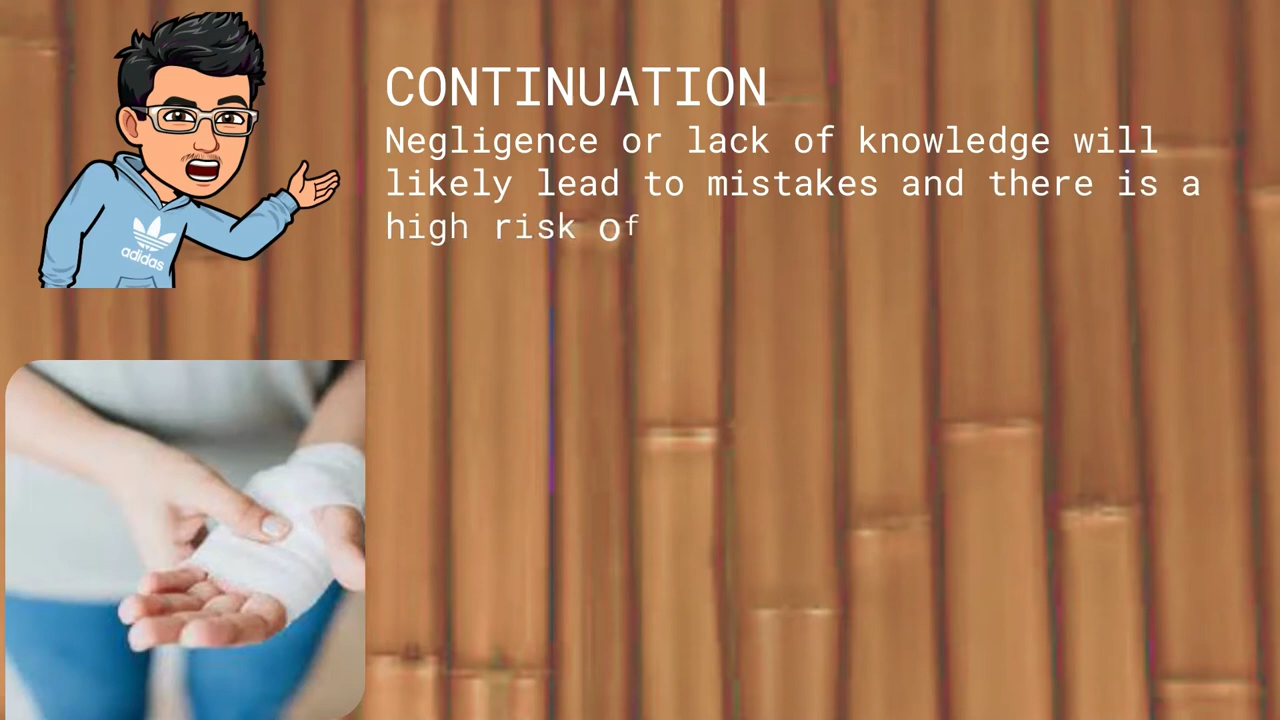 CONTINUATION
Negligence or lack of knowledge will
likely lead to mistakes and there is a
high risk of
adidas